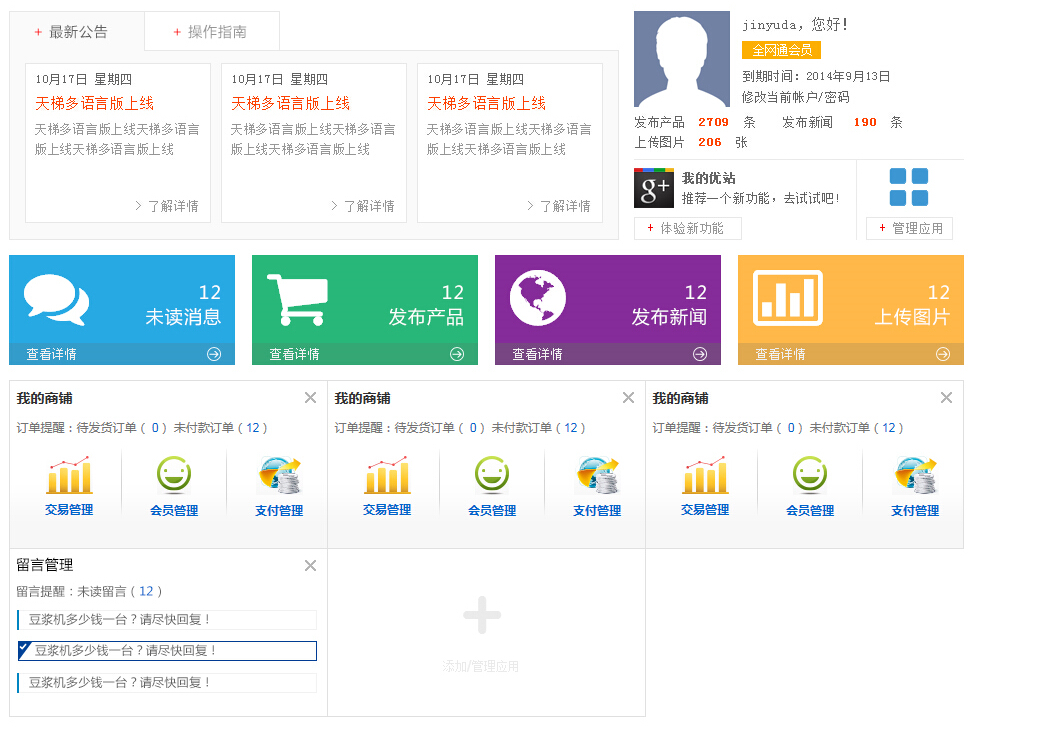 + 最新公告
+ 操作指南
10月17日 星期四
天梯多语言版上线
天梯多语言版上线天梯多语言
版上线天梯多语言版上线
> 了解详情
10月17日 星期四
天梯多语言版上线
天梯多语言版上线天梯多语言
版上线天梯多语言版上线
> 了解详情
10月17日 星期四
天梯多语言版上线
天梯多语言版上线天梯多语言
版上线天梯多语言版上线
> 了解详情
jinyuda，您好！
全网通会员
到期时间：2014年9月13日
修改当前帐户/密码
发布产品 2709 条 发布新闻 190 条
上传图片 206 张
g+
我的优站
推荐一个新功能，去试试吧！
+ 体验新功能
+ 管理应用
12
未读消息
查看详情
12
发布产品
查看详情
12
发布新闻
查看详情
12
上传图片
查看详情
我的商铺
订单提醒：待发货订单（ 0 ）未付款订单（ 12 ）
交易管理 会员管理 支付管理
我的商铺
订单提醒：待发货订单（ 0 ）未付款订单（ 12 ）
交易管理 会员管理 支付管理
我的商铺
订单提醒：待发货订单（ 0 ）未付款订单（ 12 ）
交易管理 会员管理 支付管理
留言管理
留言提醒：未读留言（ 12 ）
豆浆机多少钱一台？请尽快回复！
豆浆机多少钱一台？请尽快回复！
豆浆机多少钱一台？请尽快回复！
添加/管理应用